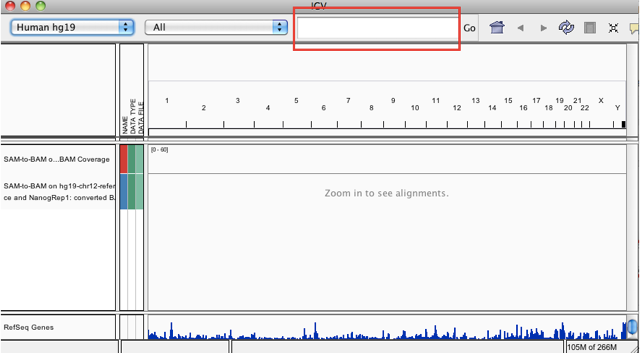 IGV
Human hg19
All
Go
1 3 5 7 9 11 13 15 17 19 21 X
2 4 6 8 10 12 14 16 18 20 22 Y
NAME
DATA TYPE
DATA FILE
SAM-to-BAM o...BAM Coverage
[0 - 60]
SAM-to-BAM on hg19-chr12-refer
ce and NanogRep1: converted B.
Zoom in to see alignments.
RefSeq Genes
105M of 266M